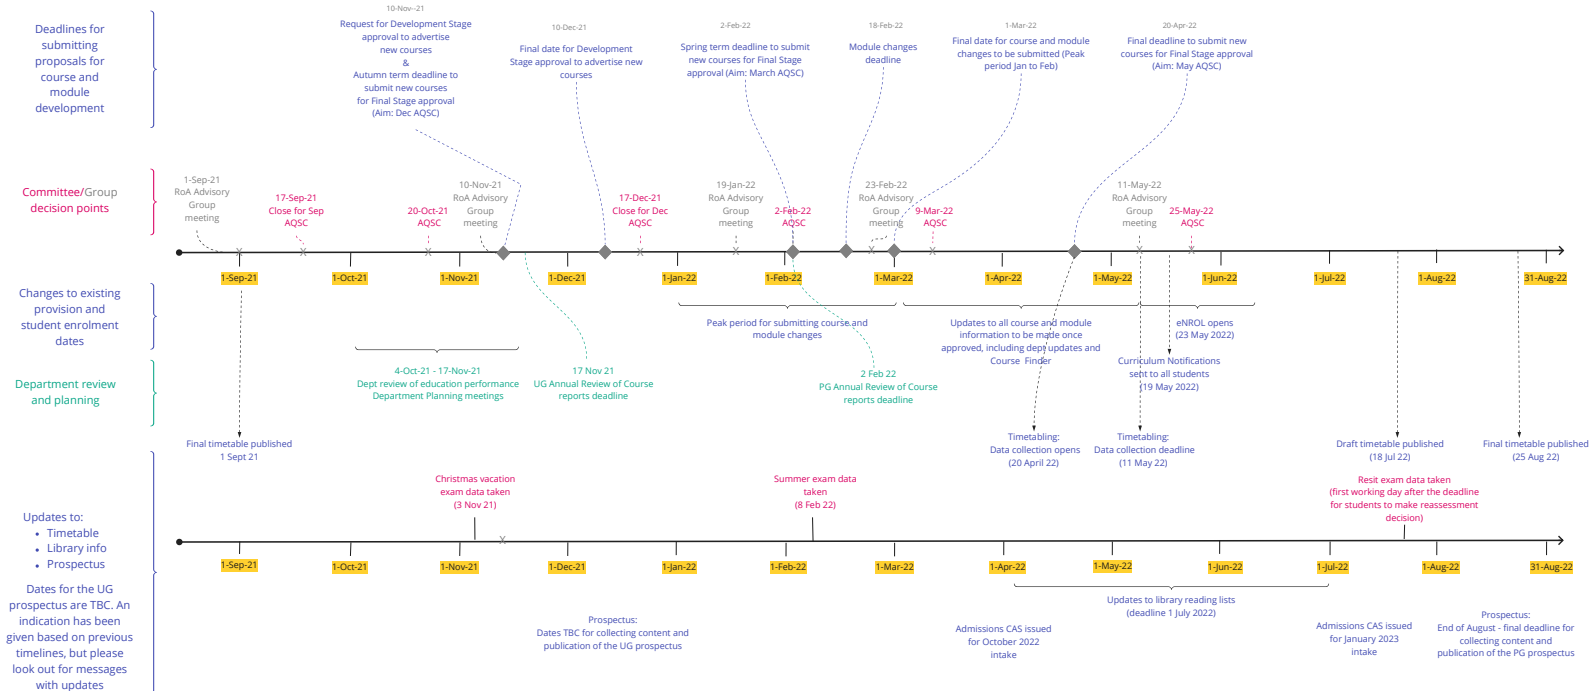 Deadlines for
submitting
proposals for
course and
module
development
10-Nov--21
Request for Development Stage
approval to advertise
new courses
&
Autumn term deadline to
submit new courses
for Final Stage approval
(Aim: Dec AQSC)
10-Dec-21
Final date for Development
Stage approval to advertise new
courses
2-Feb-22
Spring term deadline to submit
new courses for Final Stage
approval (Aim: March AQSC)
18-Feb-22
Module changes
deadline
1-Mar-22
Final date for course and module
changes to be submitted (Peak
period Jan to Feb)
20-Apr-22
Final deadline to submit new
courses for Final Stage approval
(Aim: May AQSC)
Committee/Group
decision points
1-Sep-21
RoA Advisory
Group
meeting
17-Sep-21
Close for Sep
AQSC
20-Oct-21
AQSC
10-Nov-21
RoA Advisory
Group
meeting
17-Dec-21
Close for Dec
AQSC
19-Jan-22
RoA Advisory
Group
meeting
2-Feb-22
AQSC
23-Feb-22
RoA Advisory
Group
meeting
9-Mar-22
AQSC
11-May-22
RoA Advisory
Group
meeting
25-May-22
AQSC
1-Sep-21
1-Oct-21
1-Nov-21
1-Dec-21
1-Jan-22
1-Feb-22
1-Mar-22
1-Apr-22
1-May-22
1-Jun-22
1-Jul-22
1-Aug-22
31-Aug-22
Changes to existing
provision and
student enrolment
dates
Peak period for submitting course and
module changes
Updates to all course and module
information to be made once
approved, including dept updates and
Course Finder
eNROL opens
(23 May 2022)
Curriculum Notifications
sent to all students
(19 May 2022)
Department review
and planning
4-Oct-21 - 17-Nov-21
Dept review of education performance
Department Planning meetings
17 Nov 21
UG Annual Review of Course
reports deadline
2 Feb 22
PG Annual Review of Course
reports deadline
Final timetable published
1 Sept 21
Timetabling:
Data collection opens
(20 April 22)
Timetabling:
Data collection deadline
(11 May 22)
Draft timetable published
(18 Jul 22)
Final timetable published
(25 Aug 22)
Updates to:
• Timetable
• Library info
• Prospectus
Dates for the UG
prospectus are TBC. An
indication has been
given based on previous
timelines, but please
look out for messages
with updates
Christmas vacation
exam data taken
(3 Nov 21)
Summer exam data
taken
(8 Feb 22)
Resit exam data taken
(first working day after the deadline
for students to make reassessment
decision)
1-Sep-21
1-Oct-21
1-Nov-21
1-Dec-21
1-Jan-22
1-Feb-22
1-Mar-22
1-Apr-22
1-May-22
1-Jun-22
1-Jul-22
1-Aug-22
31-Aug-22
Updates to library reading lists
(deadline 1 July 2022)
Prospectus:
Dates TBC for collecting content and
publication of the UG prospectus
Admissions CAS issued
for October 2022
intake
Admissions CAS issued
for January 2023
intake
Prospectus:
End of August - final deadline for
collecting content and
publication of the PG prospectus